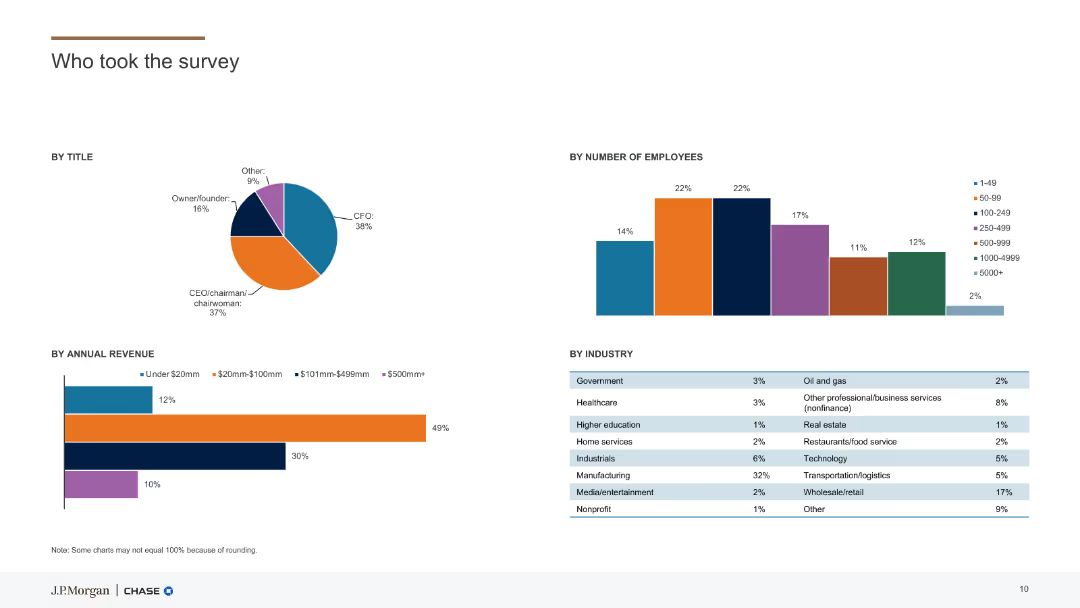 Who took the survey
BY TITLE
Other:
9%
Owner/founder:
16%
CFO:
38%
CEO/chairman/
chairwoman:
37%
BY NUMBER OF EMPLOYEES
14%
22%
22%
17%
11%
12%
2%
1-49
50-99
100-249
250-499
500-999
1000-4999
5000+
BY ANNUAL REVENUE
Under $20mm $20mm-$100mm $101mm-$499mm $500mm+
12%
49%
30%
10%
BY INDUSTRY
Government 3% Oil and gas 2%
Healthcare 3% Other professional/business services
(nonfinance) 8%
Higher education 1% Real estate 1%
Home services 2% Restaurants/food service 2%
Industrials 6% Technology 5%
Manufacturing 32% Transportation/logistics 5%
Media/entertainment 2% Wholesale/retail 17%
Nonprofit 1% Other 9%
Note: Some charts may not equal 100% because of rounding.
J.P.Morgan | CHASE
10